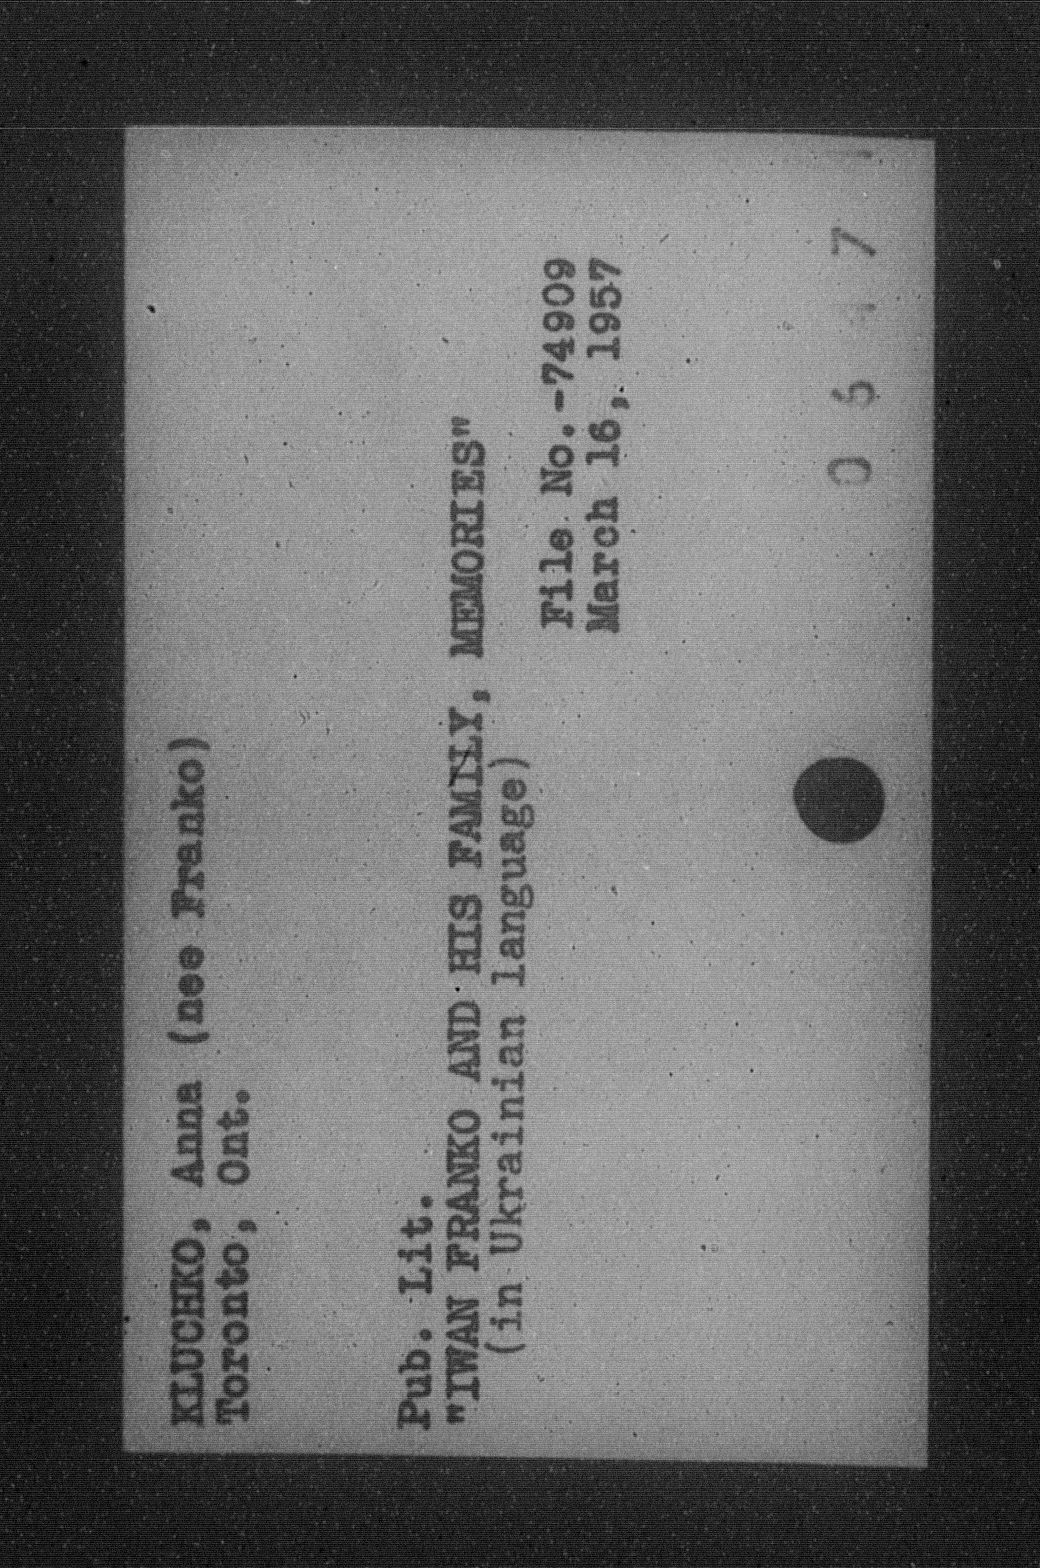 KLUCHKO, Anna (nee Franko)
Toronto, Ont.
Pub. Lit.
"IWAN FRANKO AND HIS FAMILY, MEMORIES"
(in Ukrainian language)
File No.-74909
March 16, 1957